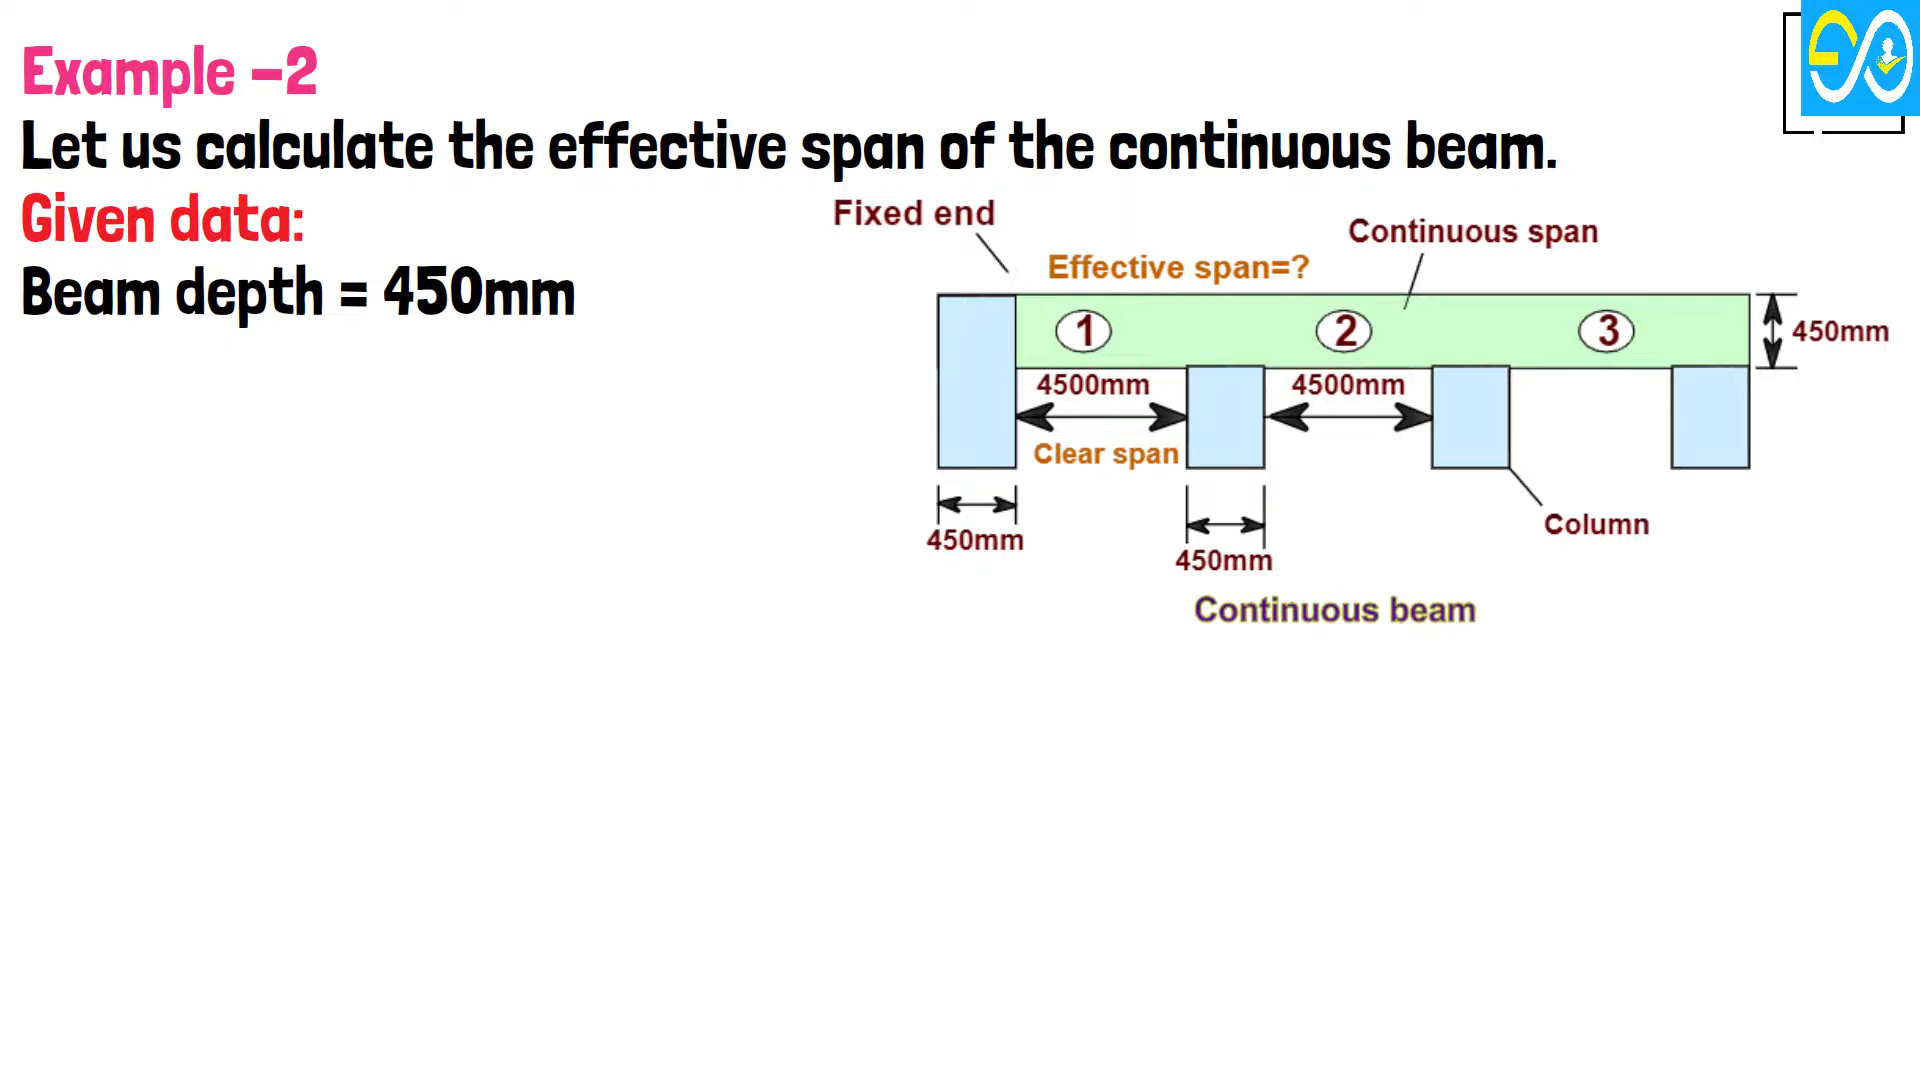 Example -2
Let us calculate the effective span of the continuous beam.
Given data:
Beam depth = 450mm
Fixed end
Continuous span
Effective span=?
1
2
3
450mm
4500mm
4500mm
Clear span
450mm
450mm
Column
Continuous beam